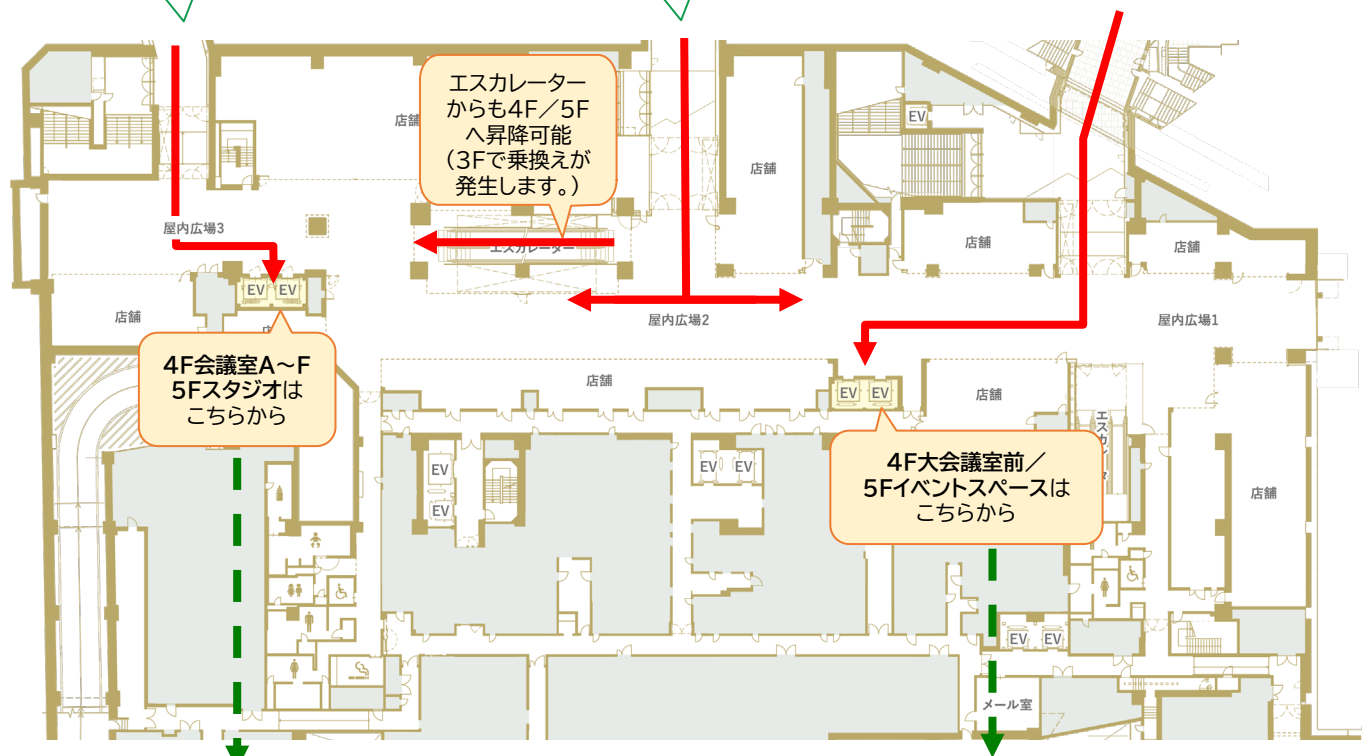 エスカレーター
からも4F／5F
へ昇降可能
（3Fで乗換えが
発生します。）
店舗
EV
店舗
屋内広場3
エスカレーター
店舗
店舗
EV EV
店舗
屋内広場2
屋内広場1
4F会議室A～F
5Fスタジオは
こちらから
店舗
EV EV
店舗
エスカレータ
4F大会議室前／
5Fイベントスペースは
こちらから
EV
EV
EV EV
店舗
EV EV
メール室